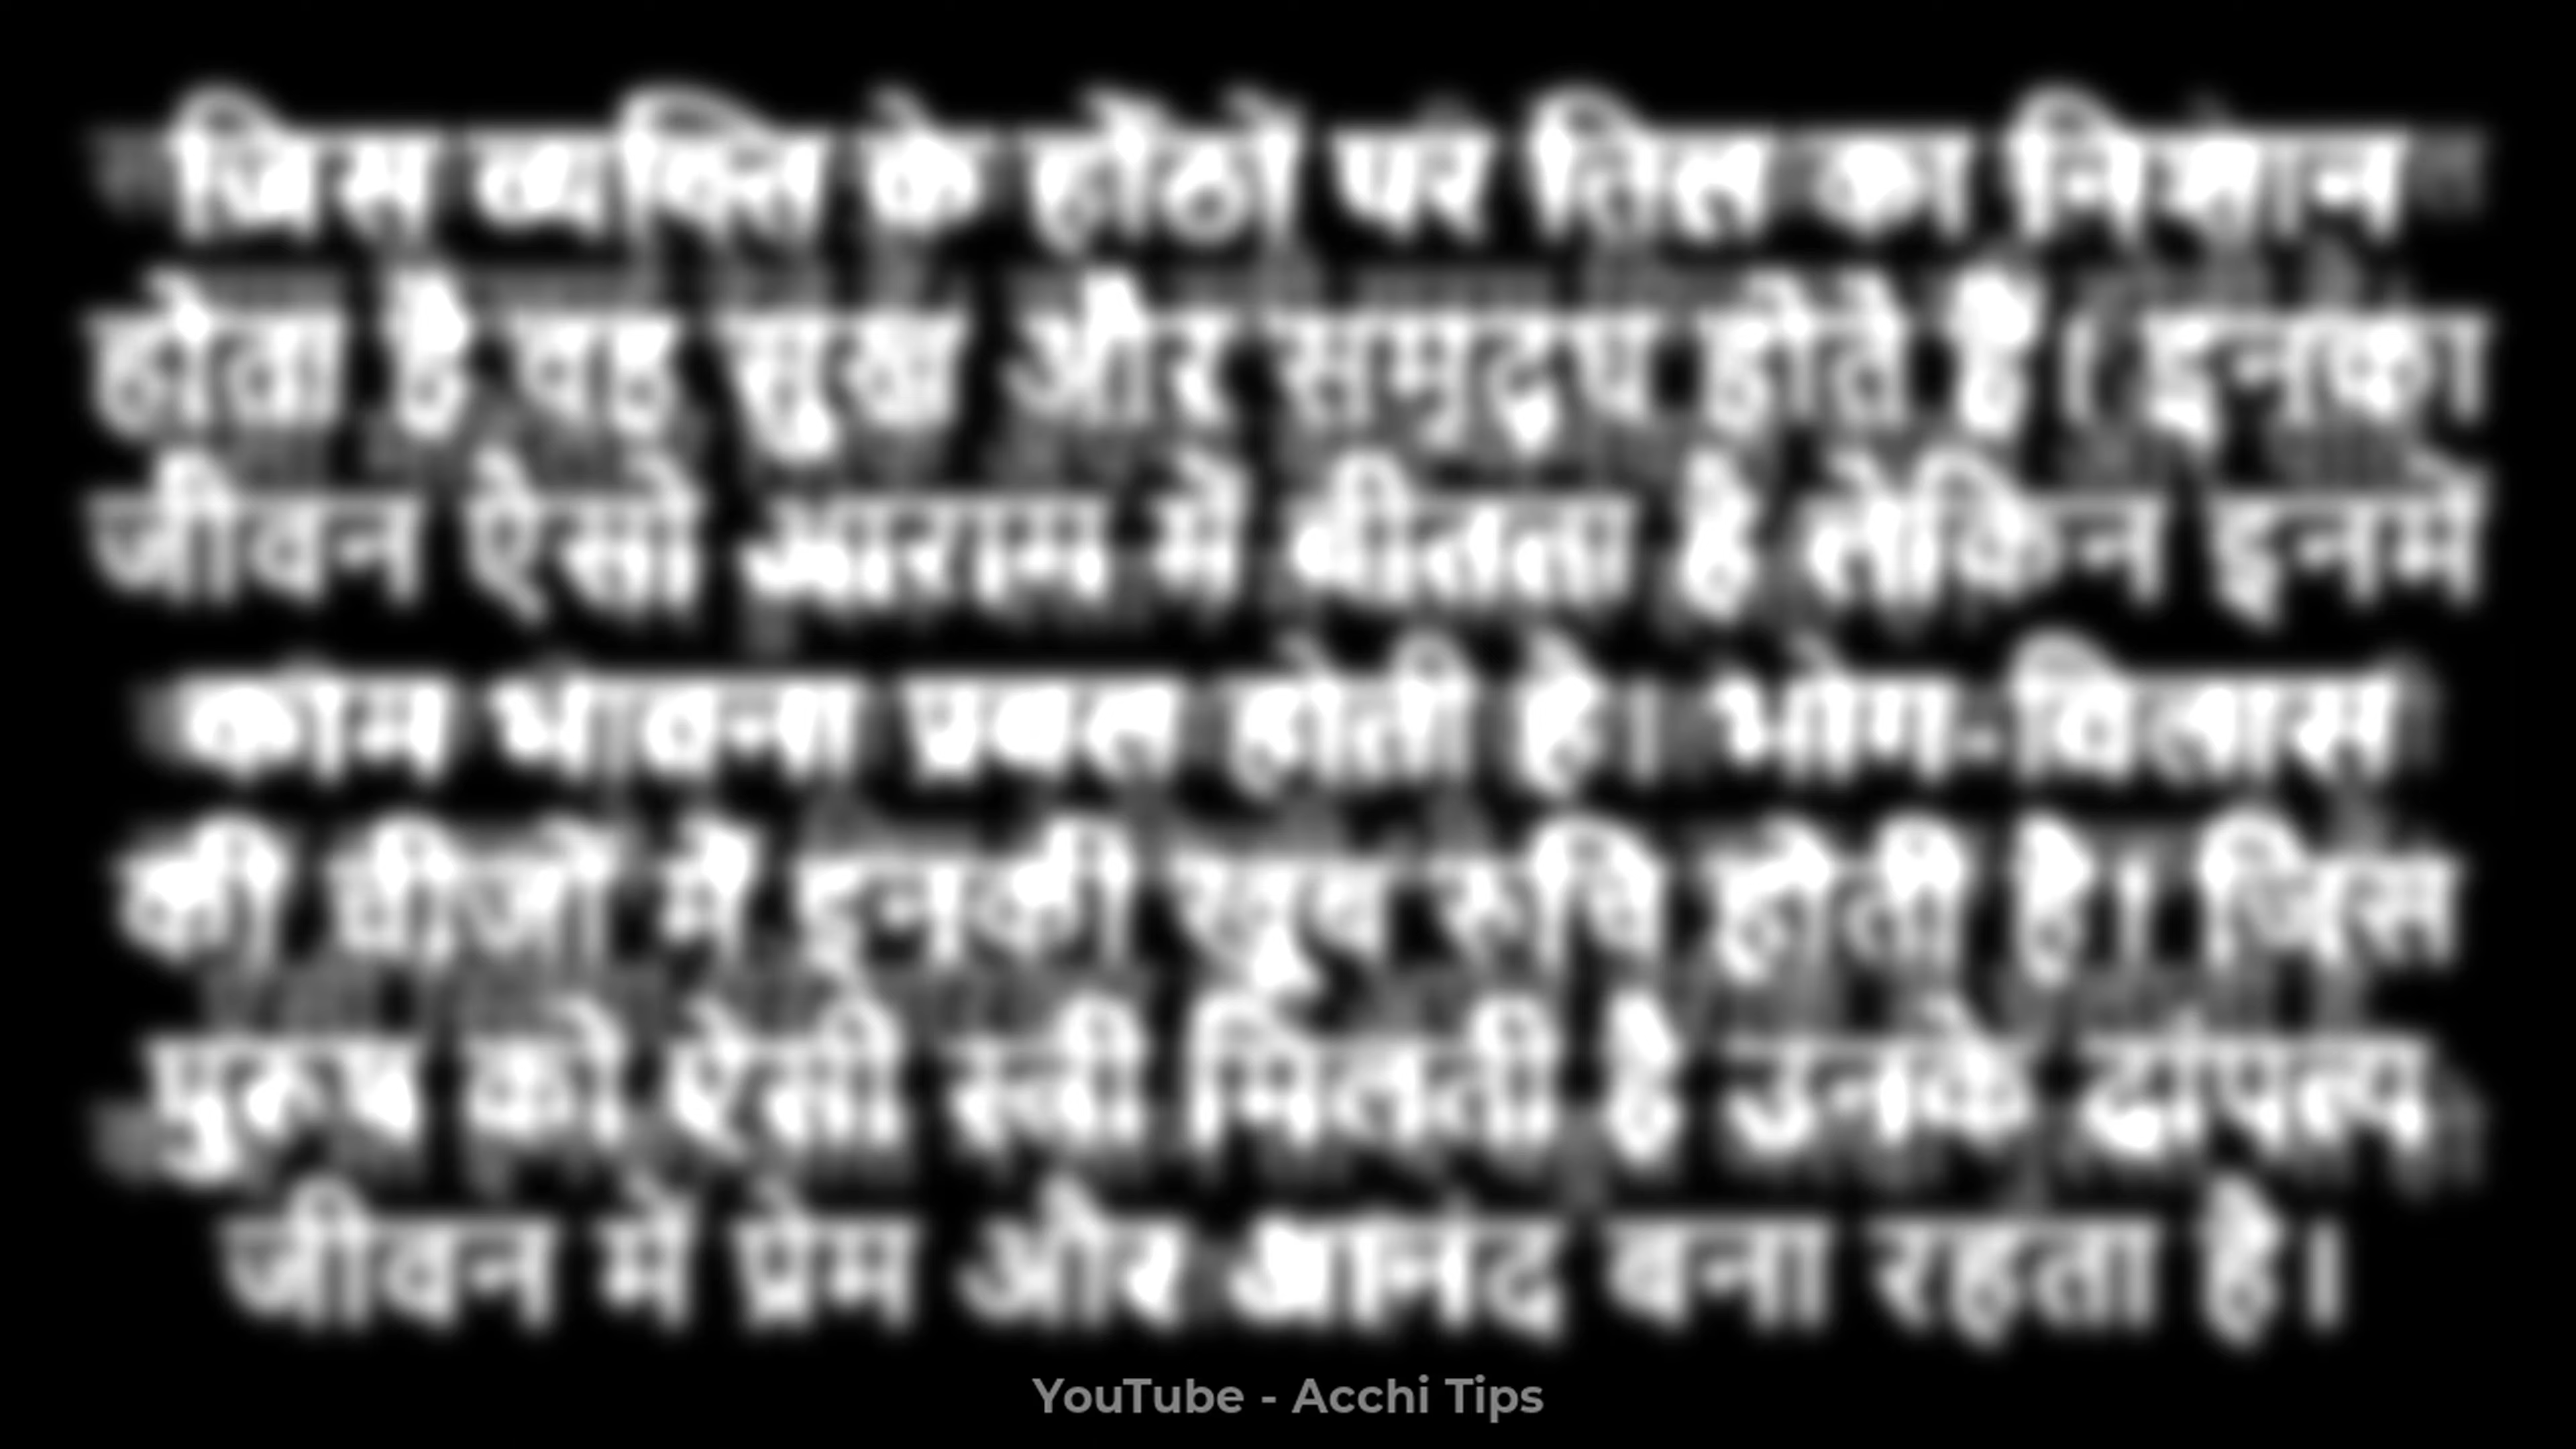 जिस व्यक्ति के होंठों पर तिल का निशान
होता है वह सुख और समृद्ध होते है। इनका
जीवन ऐसो आराम में बीतता है लेकिन इनमें
काम भावना प्रबल होती है। भोग-विलास
की चीजों में इनकी खूब रुचि होती है। जिस
पुरुष को ऐसी स्त्री मिलती है उनके दांपत्य
जीवन में प्रेम और आनंद बना रहता है।
YouTube - Acchi Tips